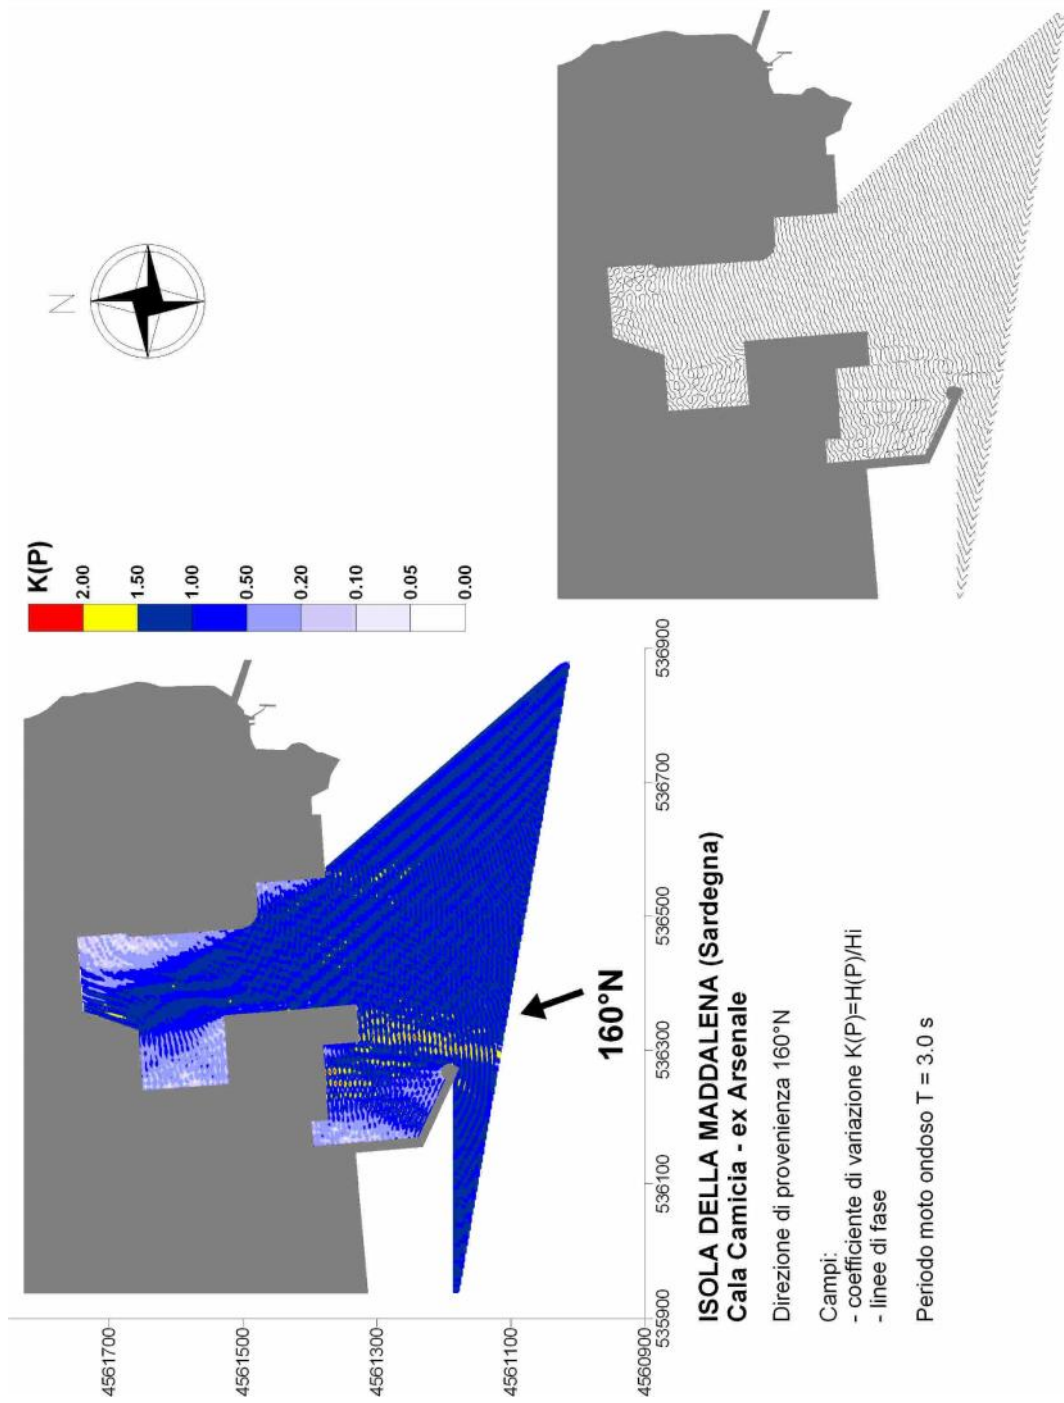 N
K(P)
2.00
1.50
1.00
0.50
0.20
0.10
0.05
0.00
4561700
4561500
4561300
4561100
4560900
535900
536100
536300
536500
536700
536900
160°N
ISOLA DELLA MADDALENA (Sardegna)
Cala Camicia - ex Arsenale
Direzione di provenienza 160°N
Campi:
- coefficiente di variazione K(P)=H(P)/Hi
- linee di fase
Periodo moto ondoso T = 3.0 s